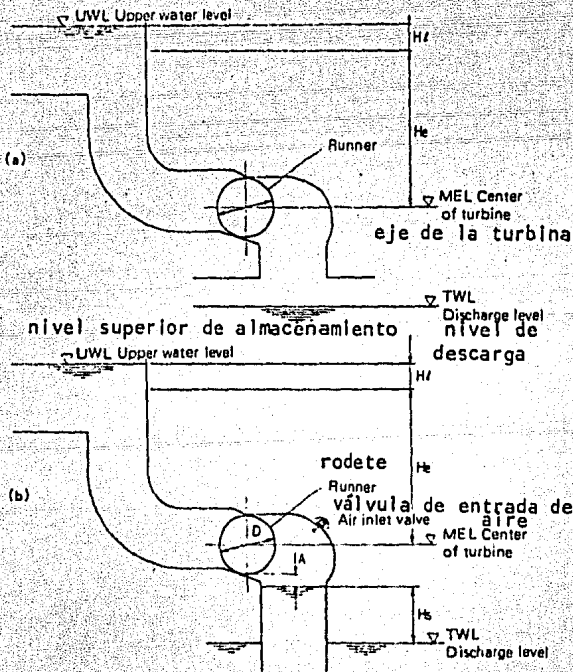 UWL Upper water level
Hℓ
He
(a)
Runner
MEL Center
of turbine
eje de la turbina
TWL
Discharge level
nivel superior de almacenamiento
nivel de
descarga
UWL Upper water level
Hℓ
He
rodete
(b)
Runner
válvula de entrada de
aire
Air inlet valve
D
MEL Center
of turbine
A
Hs
TWL
Discharge level